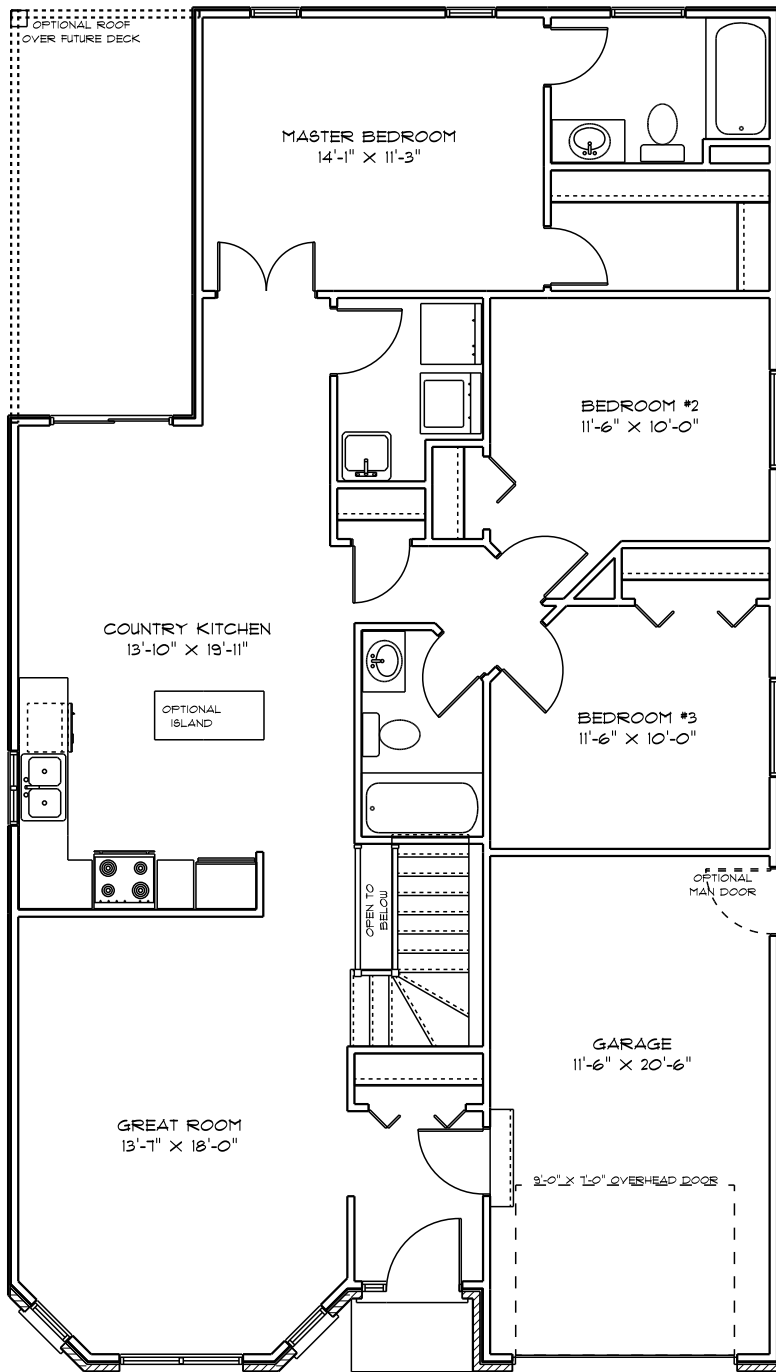 OPTIONAL ROOF
OVER FUTURE DECK
MASTER BEDROOM
14'-1" X 11'-3"
BEDROOM #2
11'-6" X 10'-0"
COUNTRY KITCHEN
13'-10" X 19'-11"
OPTIONAL
ISLAND
BEDROOM #3
11'-6" X 10'-0"
OPTIONAL
MAN DOOR
OPEN TO
BELOW
GARAGE
11'-6" X 20'-6"
GREAT ROOM
13'-7" X 18'-0"
9'-0" X 7'-0" OVERHEAD DOOR